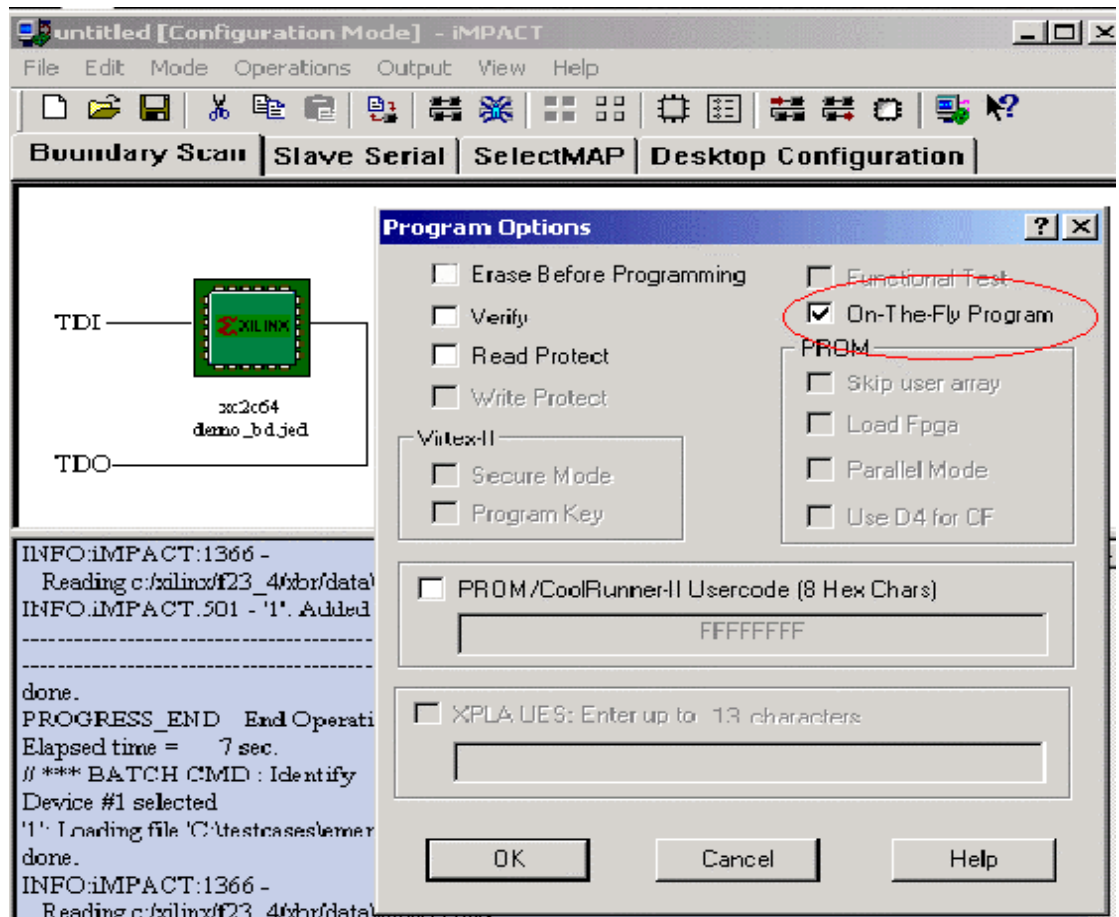 untitled [Configuration Mode] - iMPACT
File Edit Mode Operations Output View Help
Boundary Scan Slave Serial SelectMAP Desktop Configuration
TDI
XILINX
xc2c64
demo_bd.jed
TDO
Program Options
Erase Before Programming
Verify
Read Protect
Write Protect
Functional Test
On-The-Fly Program
PROM
Skip user array
Load Fpga
Parallel Mode
Use D4 for CF
Virtex-II
Secure Mode
Program Key
PROM/CoolRunner-II Usercode (8 Hex Chars)
FFFFFFFF
XPLA UES: Enter up to 13 characters
OK Cancel Help
INFO:iMPACT:1366 -
Reading c:/xilinx/f23_4/xbr/data\
INFO:iMPACT:501 - '1': Added
----------------------------------------
----------------------------------------
done.
PROGRESS_END End Operati
Elapsed time = 7 sec.
// *** BATCH CMD : Identify
Device #1 selected
'1': Loading file 'C:\testcases\emer
done.
INFO:iMPACT:1366 -
Reading c:/xilinx/f23_4/xbr/data\